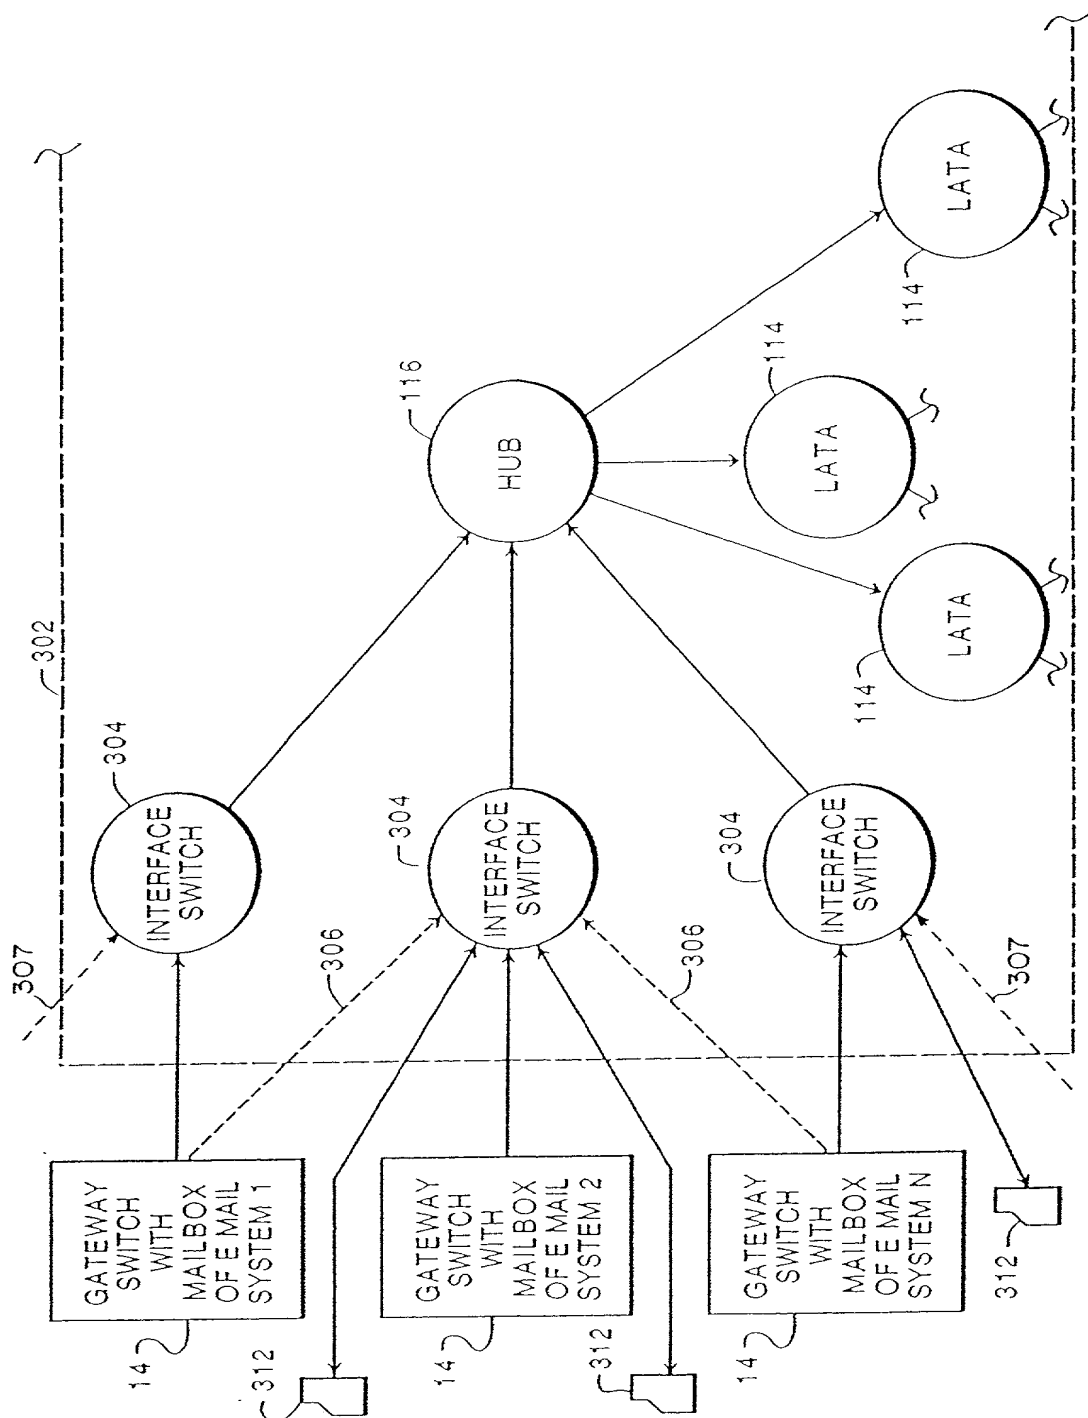 302
307
304
INTERFACE
SWITCH
GATEWAY
SWITCH
WITH
MAILBOX
OF E MAIL
SYSTEM 1
14
312
306
304
INTERFACE
SWITCH
116
HUB
GATEWAY
SWITCH
WITH
MAILBOX
OF E MAIL
SYSTEM 2
14
312
306
304
INTERFACE
SWITCH
114
LATA
GATEWAY
SWITCH
WITH
MAILBOX
OF E MAIL
SYSTEM N
14
307
312
114
LATA
114
LATA